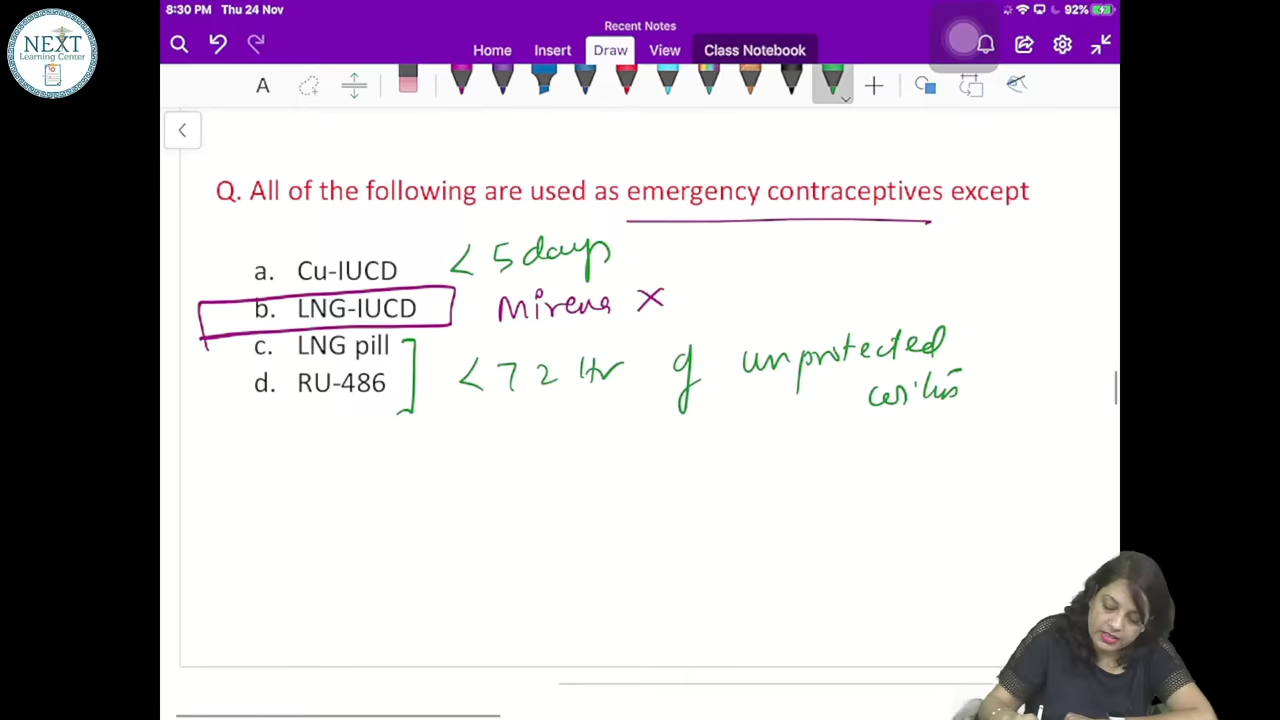 8:30 PM Thu 24 Nov
92%
NEXT
Learning Center
Recent Notes
Home Insert Draw View Class Notebook
A
Q. All of the following are used as emergency contraceptives except
a. Cu-IUCD < 5 days
b. LNG-IUCD Mirena X
c. LNG pill
d. RU-486
< 72 Hr of unprotected
coitus